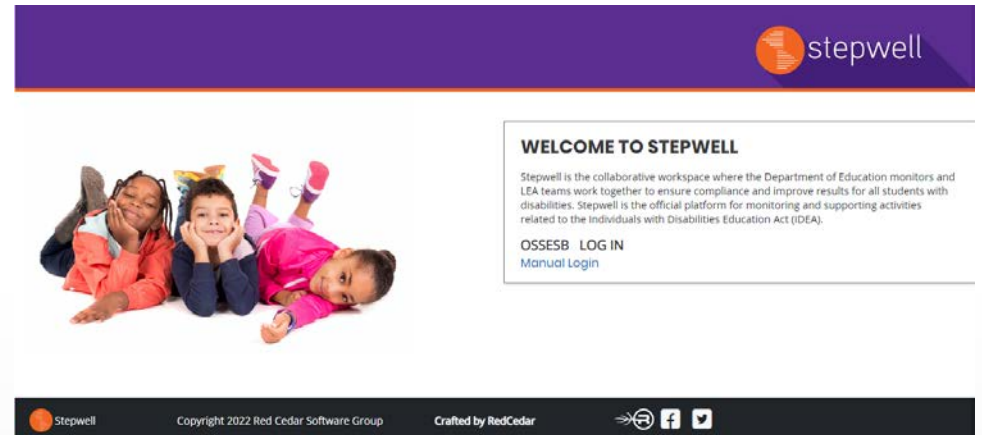 stepwell
WELCOME TO STEPWELL
Stepwell is the collaborative workspace where the Department of Education monitors and
LEA teams work together to ensure compliance and improve results for all students with
disabilities. Stepwell is the official platform for monitoring and supporting activities
related to the Individuals with Disabilities Education Act (IDEA).
OSSESB LOG IN
Manual Login
Stepwell Copyright 2022 Red Cedar Software Group Crafted by RedCedar